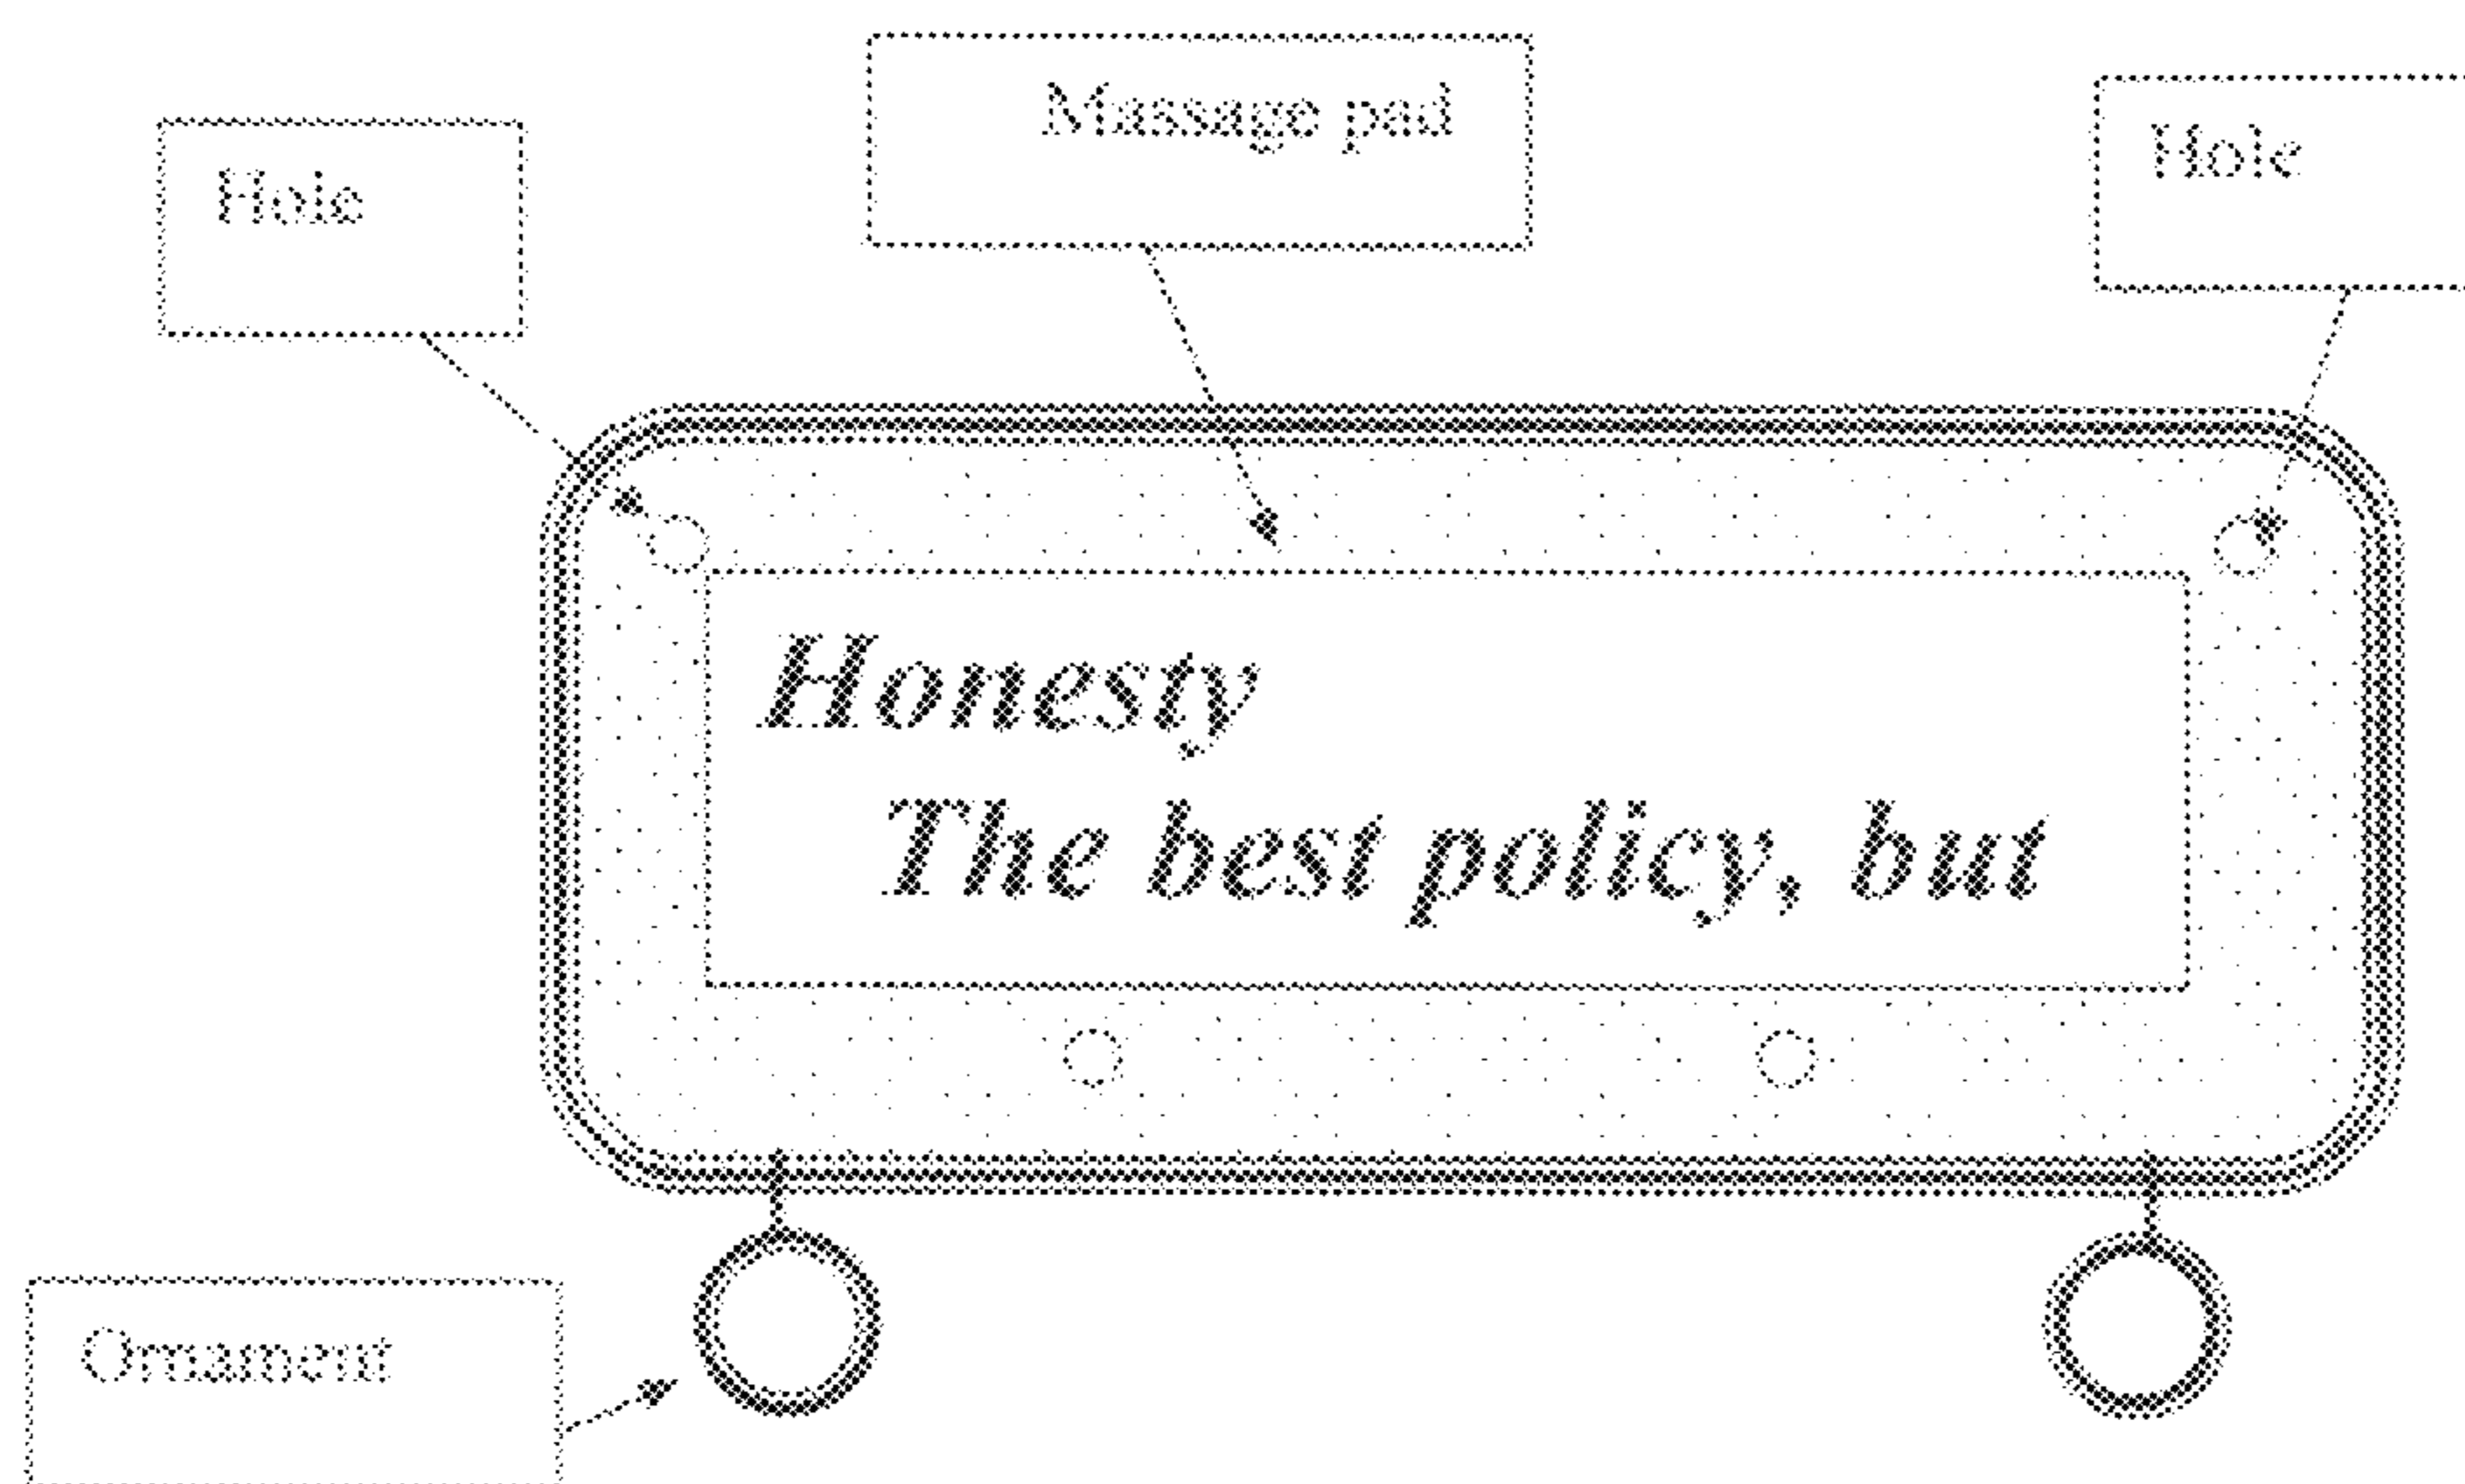 Massage pad
Hole
Hole
Honesty
The best policy, but
Ornament